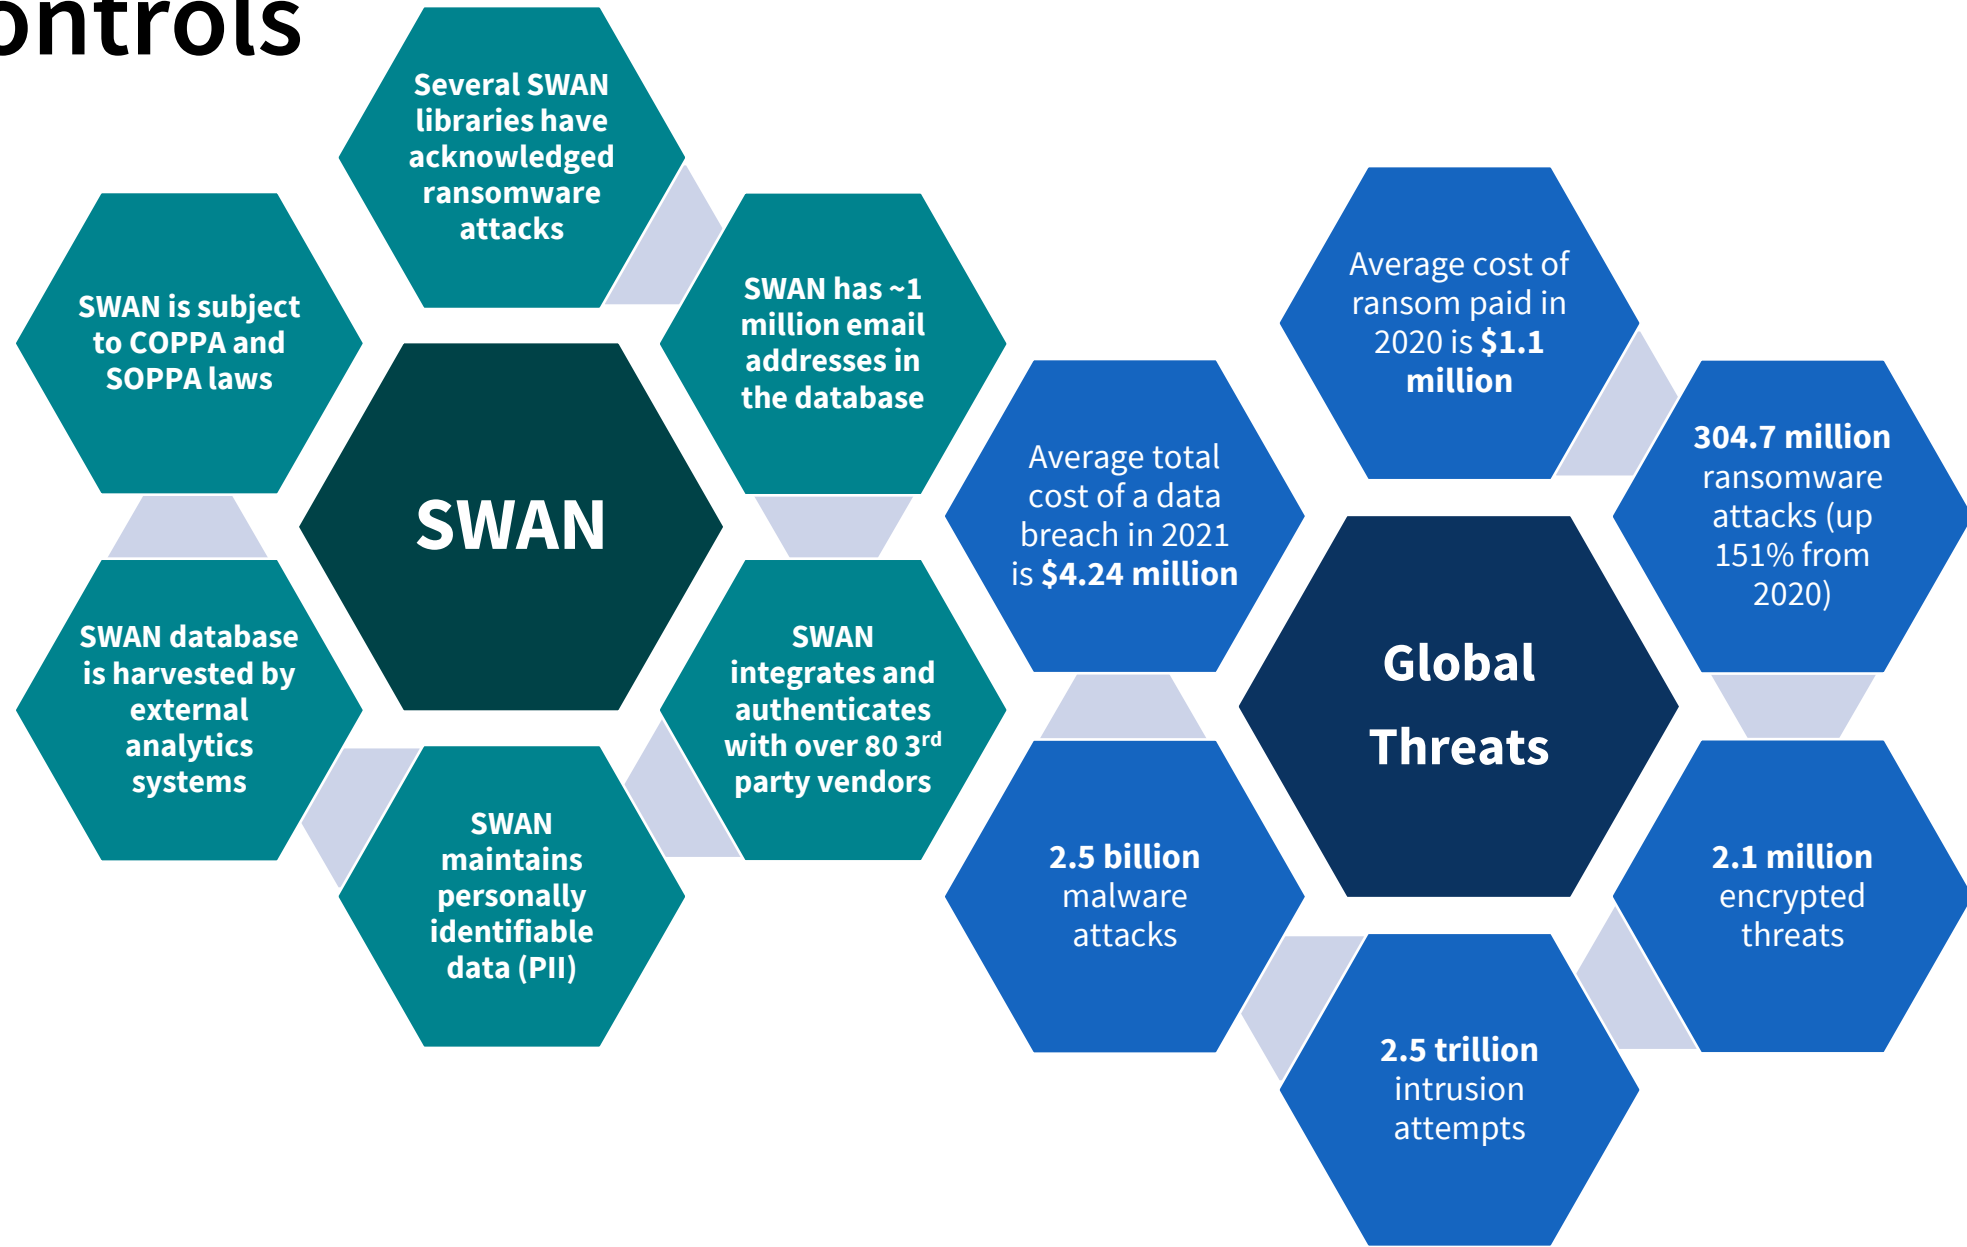 ontrols
Several SWAN
libraries have
acknowledged
ransomware
attacks
SWAN has ~1
million email
addresses in
the database
SWAN
integrates and
authenticates
with over 80 3rd
party vendors
SWAN
maintains
personally
identifiable
data (PII)
SWAN database
is harvested by
external
analytics
systems
SWAN is subject
to COPPA and
SOPPA laws
SWAN
Average cost of
ransom paid in
2020 is $1.1
million
304.7 million
ransomware
attacks (up
151% from
2020)
2.1 million
encrypted
threats
2.5 trillion
intrusion
attempts
2.5 billion
malware
attacks
Average total
cost of a data
breach in 2021
is $4.24 million
Global
Threats